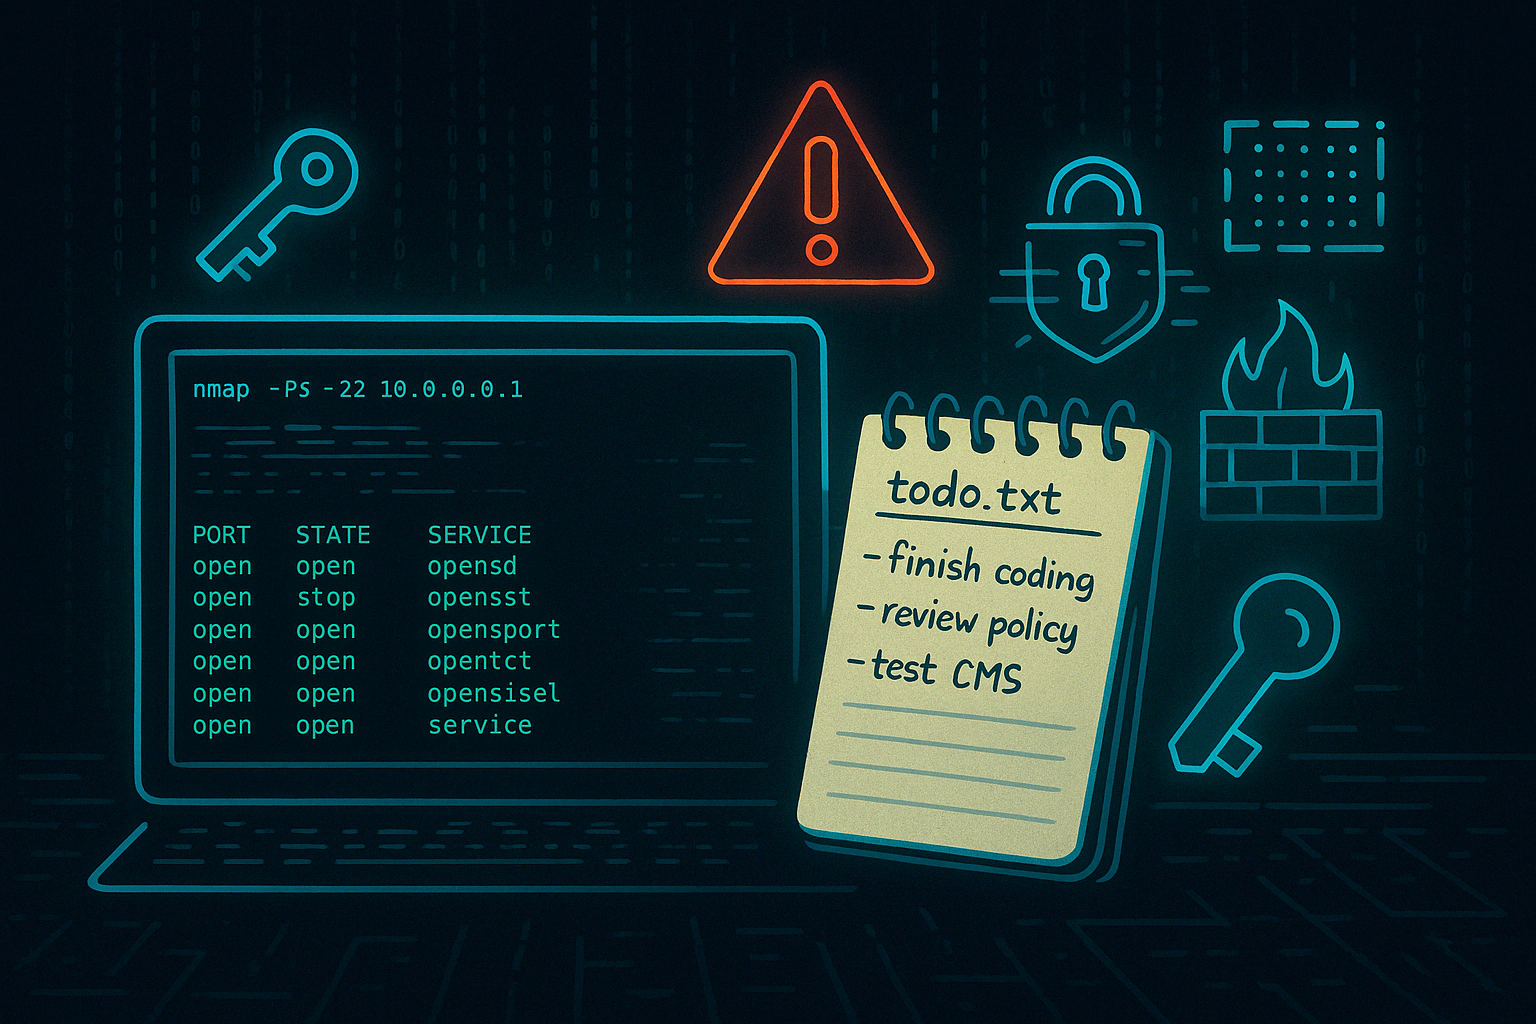 nmap -Ps -22 10.0.0.0.1
PORT STATE SERVICE
open open opensd
open stop opensst
open open opensport
open open opentct
open open opensisel
open open service
todo.txt
-finish coding
-review policy
-test CMS